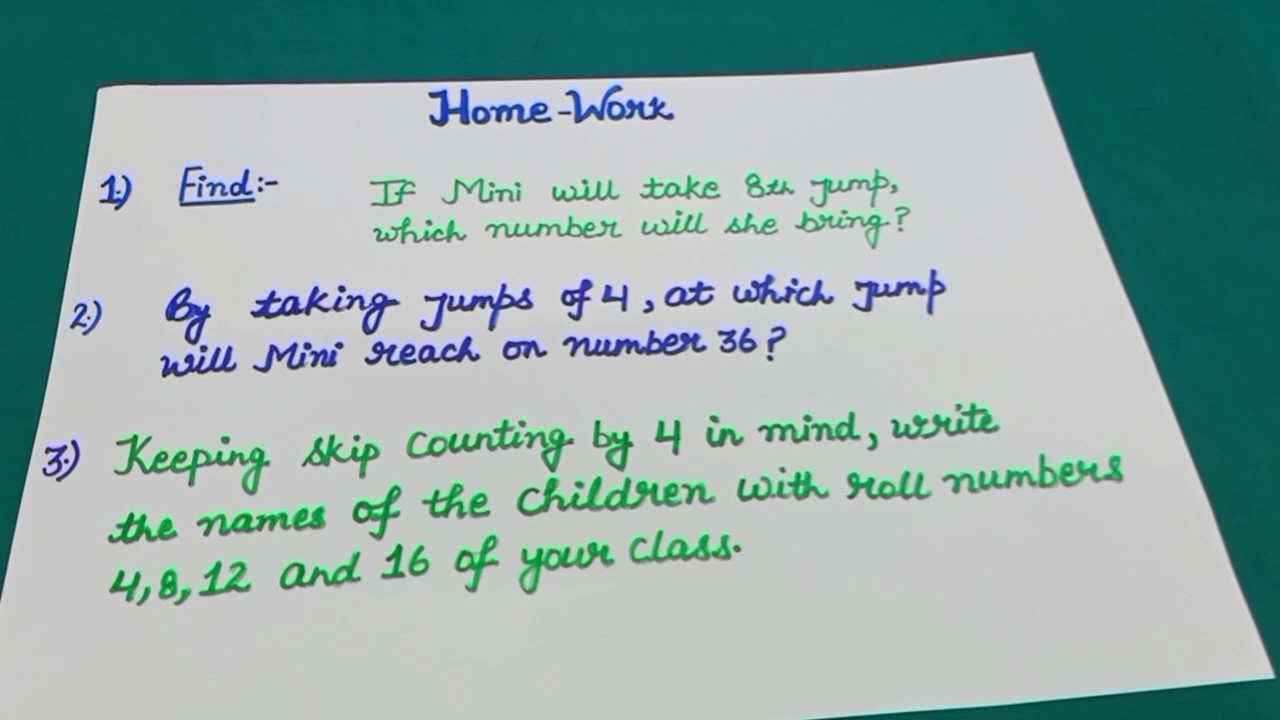 Home-Work
1.) Find:- If Mini will take 8th jump,
which number will she bring?
2.) By taking jumps of 4, at which jump
will Mini reach on number 36?
3.) Keeping skip counting by 4 in mind, write
the names of the children with roll numbers
4, 8, 12 and 16 of your class.